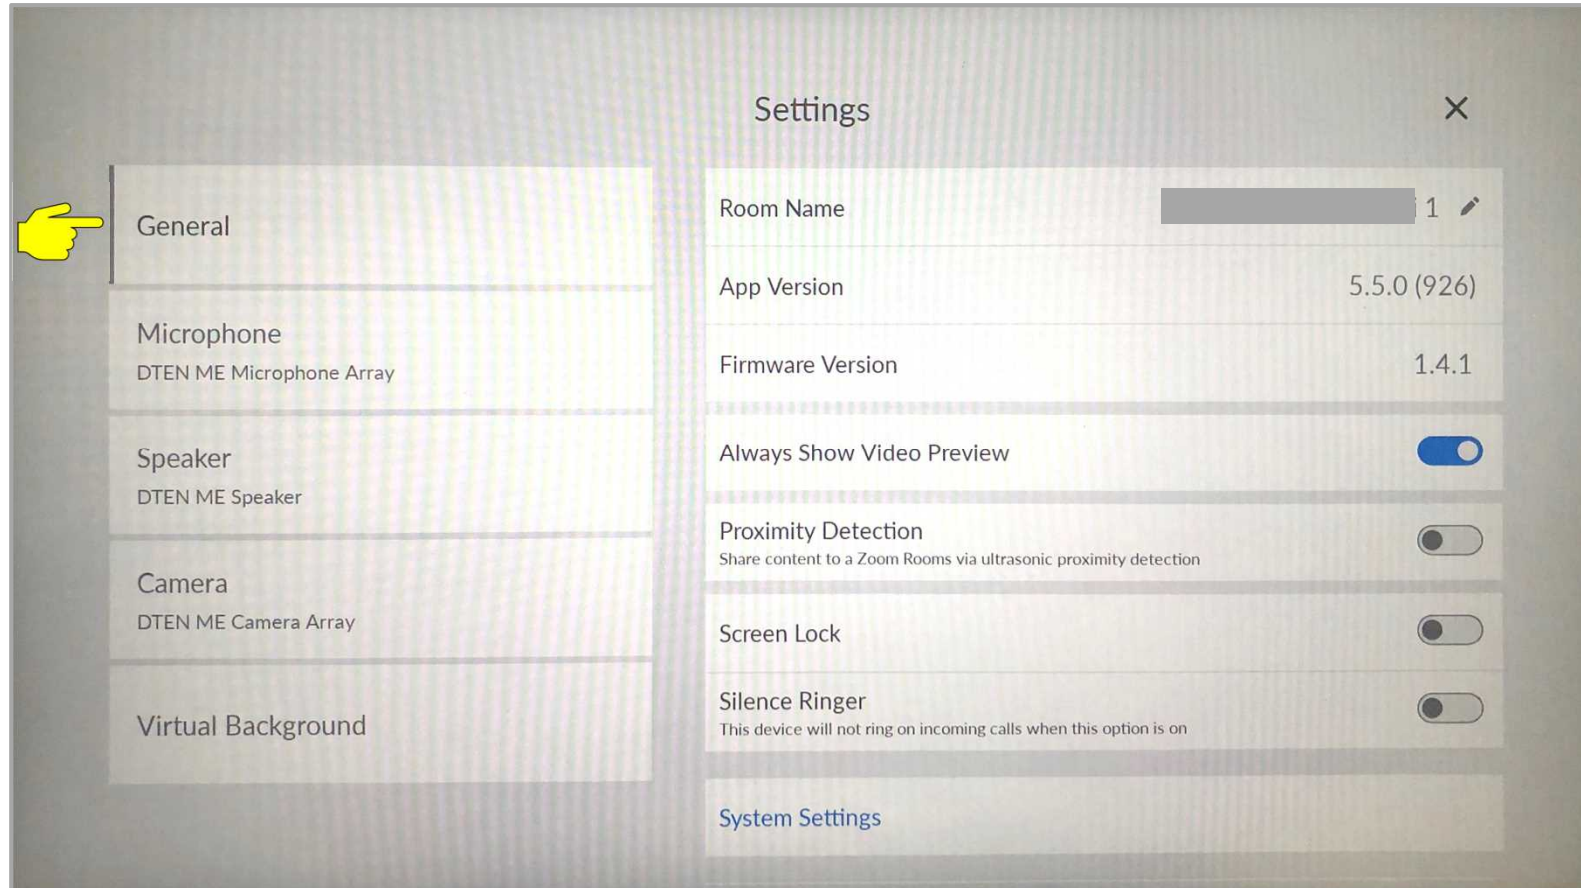 Settings
General
Microphone
DTEN ME Microphone Array
Speaker
DTEN ME Speaker
Camera
DTEN ME Camera Array
Virtual Background
Room Name
1
App Version
5.5.0 (926)
Firmware Version
1.4.1
Always Show Video Preview
Proximity Detection
Share content to a Zoom Rooms via ultrasonic proximity detection
Screen Lock
Silence Ringer
This device will not ring on incoming calls when this option is on
System Settings